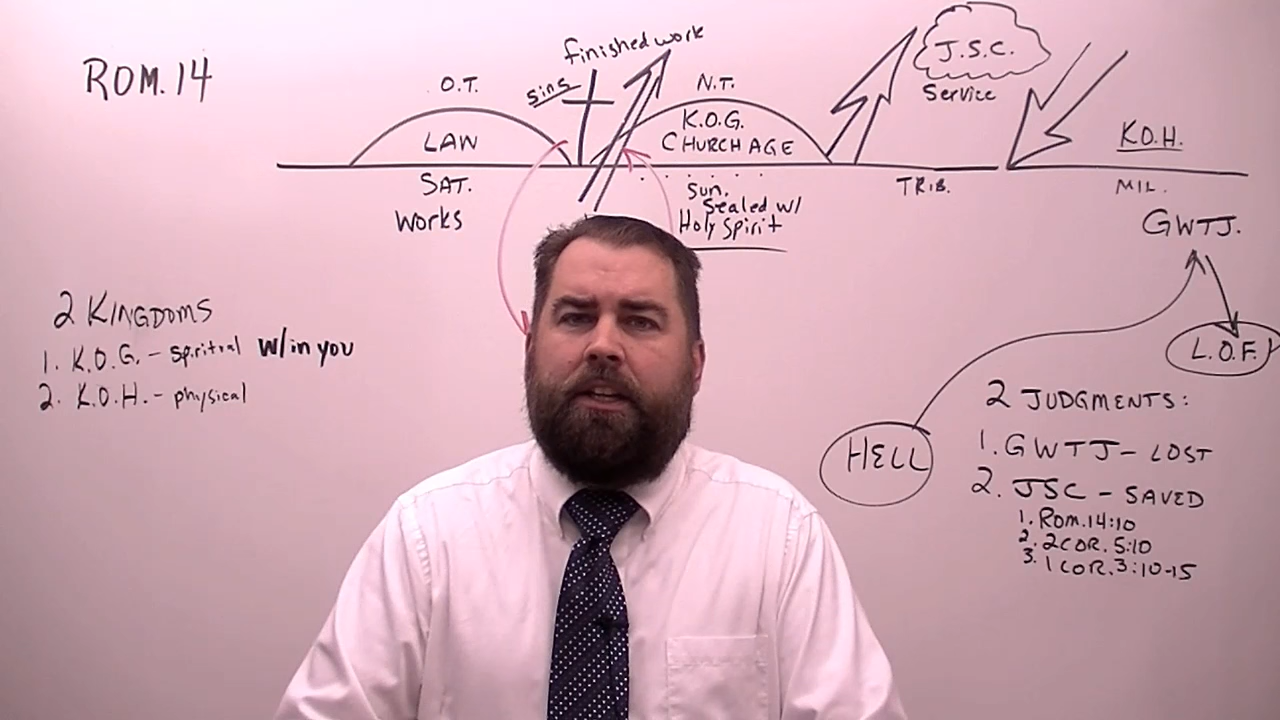 ROM. 14
finished work
sins
O.T.
LAW
SAT.
WORKS
N.T.
K.O.G.
CHURCH AGE
Sun.
Sealed w/
Holy Spirit
J.S.C.
Service
TRIB.
K.O.H.
MIL.
GWTJ.
L.O.F.
HELL
2 KINGDOMS
1. K.O.G. - spiritral w/in you
2. K.O.H. - physical
2 JUDGMENTS:
1. GWTJ - LOST
2. JSC - SAVED
1. ROM. 14:10
2. 2 COR. 5:10
3. 1 COR. 3:10-15